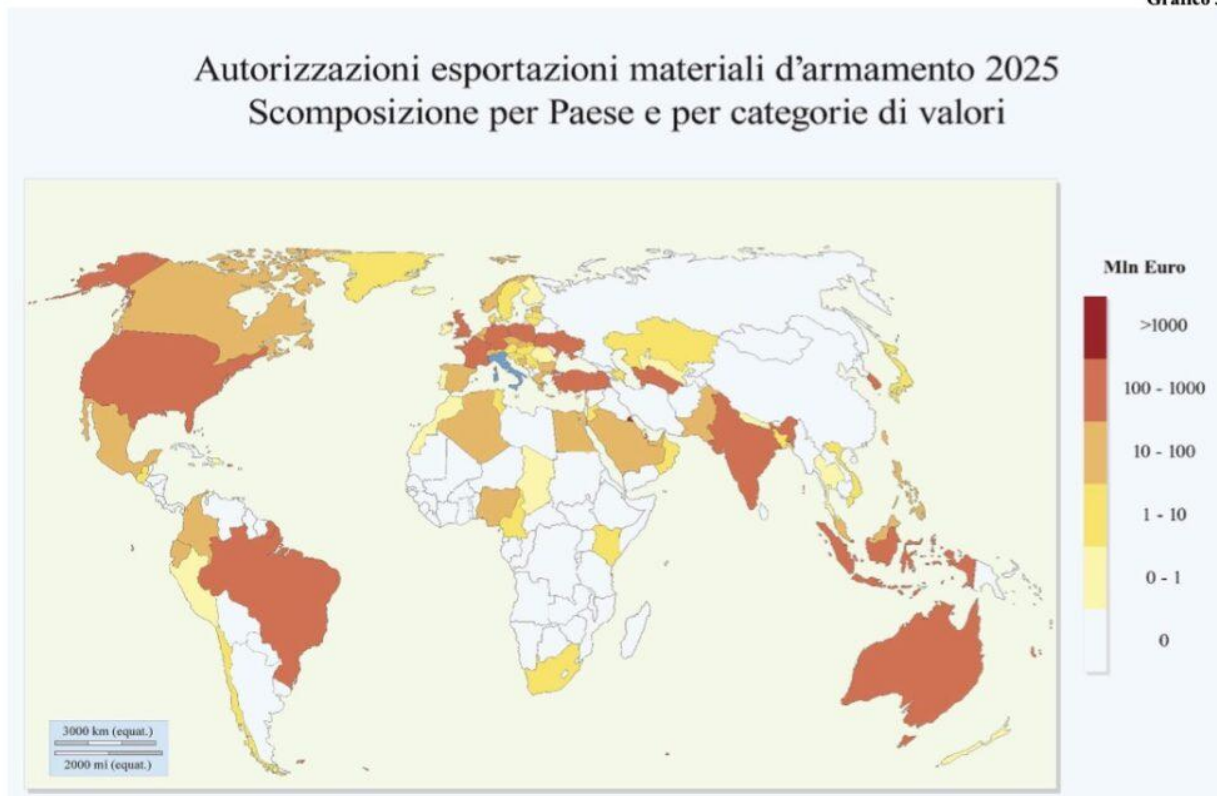 Grafico
Autorizzazioni esportazioni materiali d'armamento 2025
Scomposizione per Paese e per categorie di valori
Mln Euro
>1000
100 - 1000
10 - 100
1 - 10
0 - 1
0
3000 km (equat.)
2000 mi (equat.)